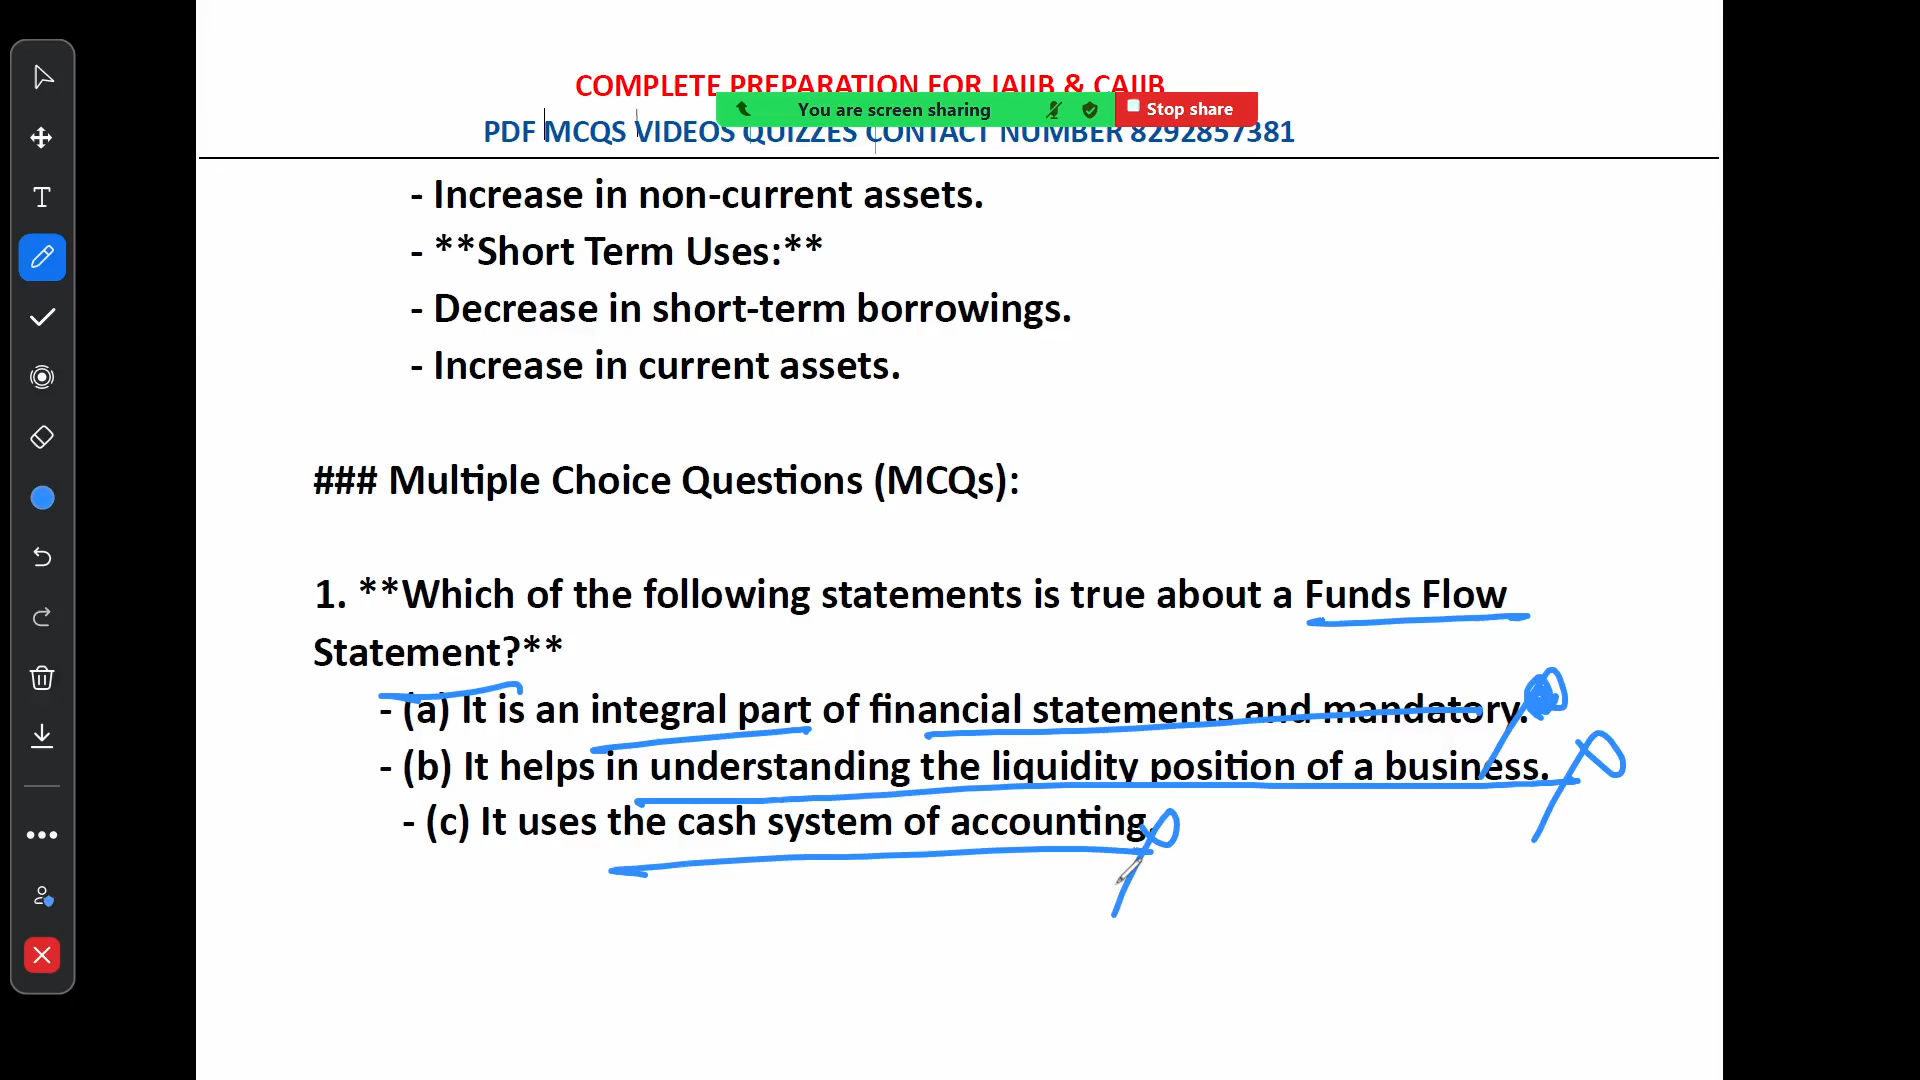 COMPLETE PREPARATION FOR JAIIB & CAIIB
You are screen sharing
Stop share
PDF MCQS VIDEOS QUIZZES CONTACT NUMBER 8292857381
- Increase in non-current assets.
- **Short Term Uses:**
- Decrease in short-term borrowings.
- Increase in current assets.
### Multiple Choice Questions (MCQs):
1. **Which of the following statements is true about a Funds Flow
Statement?**
- (a) It is an integral part of financial statements and mandatory.
- (b) It helps in understanding the liquidity position of a business.
- (c) It uses the cash system of accounting.